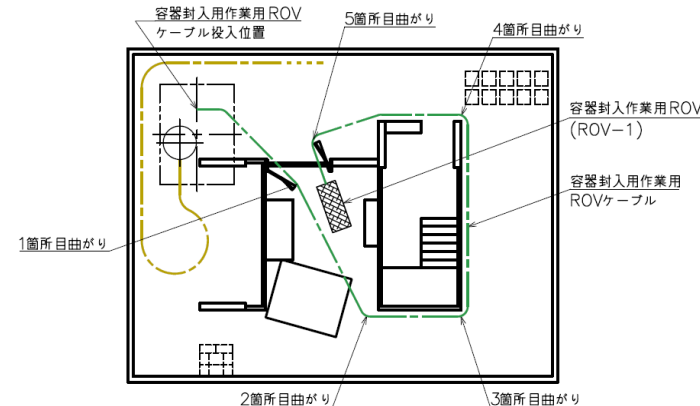 容器封入用作業用ROV
ケーブル投入位置
5箇所目曲がり
4箇所目曲がり
容器封入作業用ROV
(ROV-1)
容器封入用作業用
ROVケーブル
1箇所目曲がり
2箇所目曲がり
3箇所目曲がり